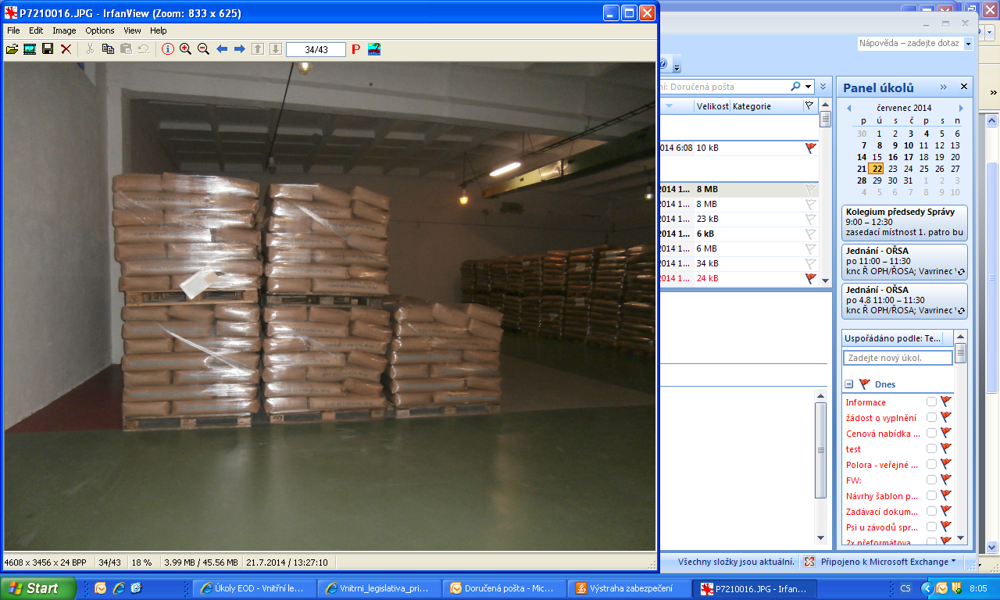 P7210016.JPG - IrfanView (Zoom: 833 x 625)
File Edit Image Options View Help
34/43 P
4608 x 3456 x 24 BPP 34/43 18 % 3.99 MB / 45.56 MB 21.7.2014 / 13:27:10
Nápověda – zadejte dotaz
ní: Doručená pošta
Velikost Kategorie
014 6:08 10 kB
2014 1... 8 MB
2014 1... 8 MB
2014 1... 23 kB
2014 1... 6 kB
2014 1... 6 MB
2014 1... 34 kB
2014 1... 24 kB
Panel úkolů
červenec 2014
p ú s č p s n
30 1 2 3 4 5 6
7 8 9 10 11 12 13
14 15 16 17 18 19 20
21 22 23 24 25 26 27
28 29 30 31 1 2 3
4 5 6 7 8 9 10
Kolegium předsedy Správy
9:00 – 12:30
zasedací místnost 1. patro bu
Jednání - OŘSA
po 11:00 – 11:30
knc Ř OPH/ROSA; Vavrinec V
Jednání - OŘSA
po 4.8 11:00 – 11:30
knc Ř OPH/ROSA; Vavrinec V
Uspořádáno podle: Te...
Zadejte nový úkol.
Dnes
Informace
žádost o vyplnění
Cenová nabídka ...
test
Polora - veřejné ...
FW:
Návrhy šablon p...
Zadávací dokum...
Psi u závodů spr...
2x přeformátova
Všechny složky jsou aktuální. Připojeno k Microsoft Exchange
Start
Úkoly EOD - Vnitřní le...
Vnitrni_legislativa_pri...
Doručená pošta - Mic...
Výstraha zabezpečení
P7210016.JPG - Irfan...
CS
8:05